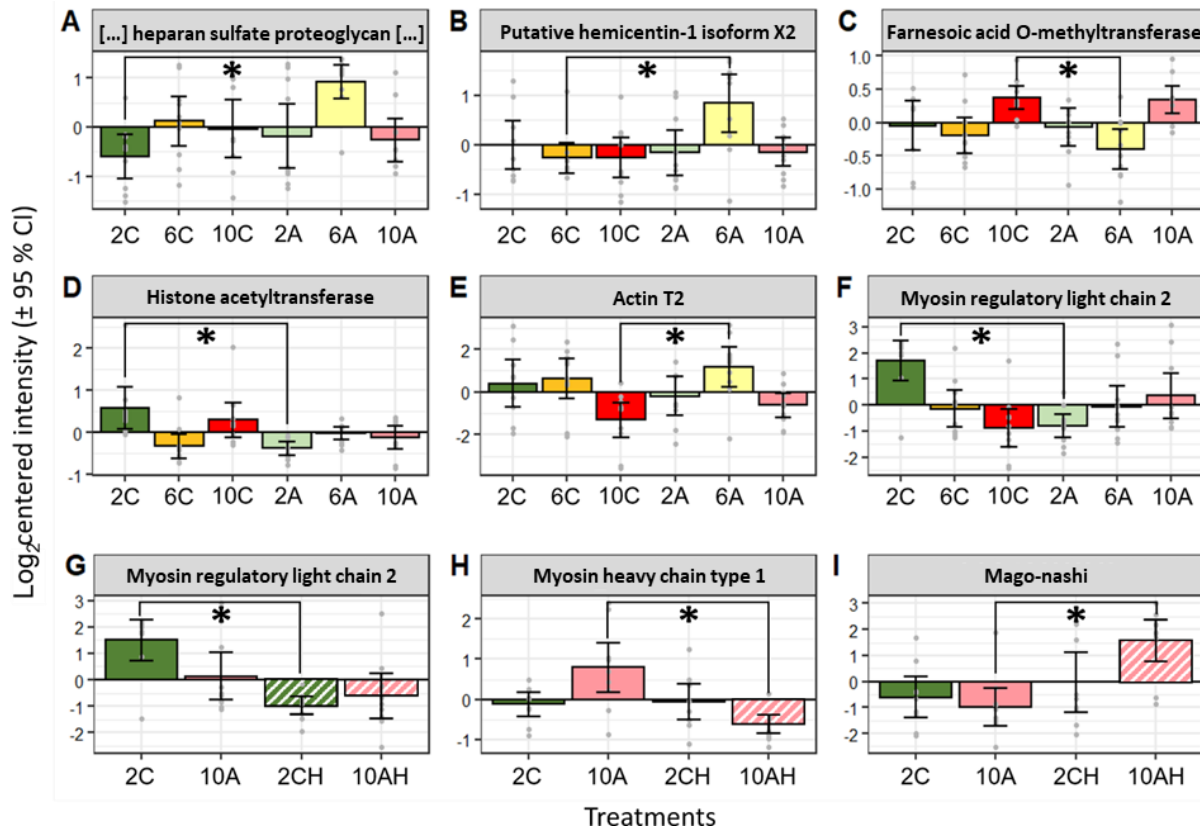 Log2centered intensity (± 95 % CI)
A
[...] heparan sulfate proteoglycan [...]
*
1
0
-1
2C 6C 10C 2A 6A 10A
B
Putative hemicentin-1 isoform X2
*
2
1
0
-1
2C 6C 10C 2A 6A 10A
C
Farnesoic acid O-methyltransferase
*
1.0
0.5
0.0
-0.5
-1.0
2C 6C 10C 2A 6A 10A
D
Histone acetyltransferase
*
2
1
0
-1
2C 6C 10C 2A 6A 10A
E
Actin T2
*
2
0
-2
2C 6C 10C 2A 6A 10A
F
Myosin regulatory light chain 2
*
3
2
1
0
-1
-2
2C 6C 10C 2A 6A 10A
G
Myosin regulatory light chain 2
*
3
2
1
0
-1
-2
2C 10A 2CH 10AH
H
Myosin heavy chain type 1
*
2
1
0
-1
2C 10A 2CH 10AH
I
Mago-nashi
*
3
2
1
0
-1
-2
2C 10A 2CH 10AH
Treatments